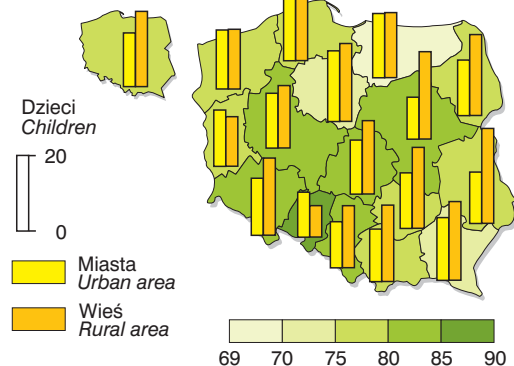 Dzieci
Children
20
0
Miasta
Urban area
Wieś
Rural area
69 70 75 80 85 90